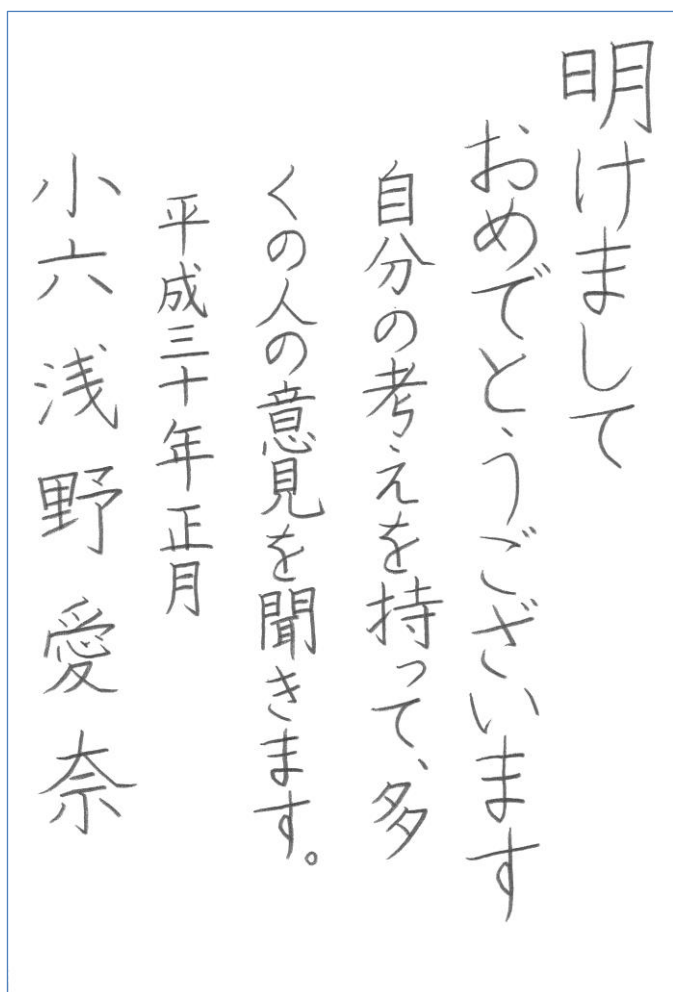 明けまして
おめでとうございます
自分の考えを持って、多
くの人の意見を聞きます。
平成三十年正月
小六 浅野愛奈